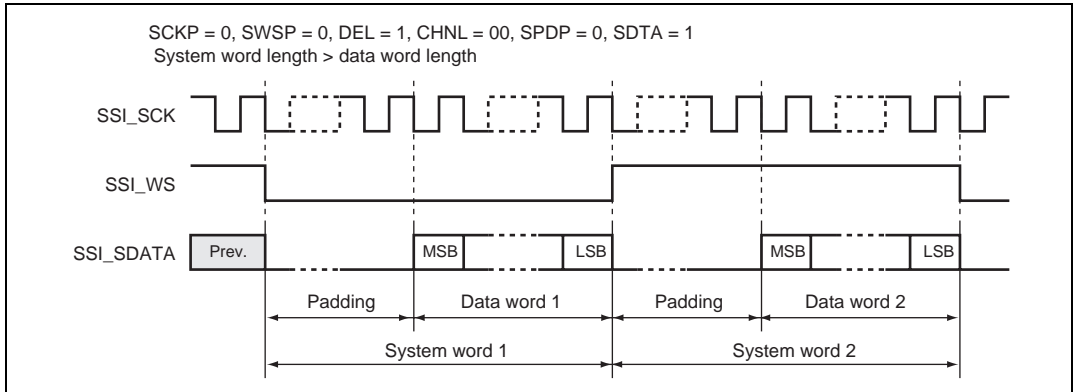 SCKP = 0, SWSP = 0, DEL = 1, CHNL = 00, SPDP = 0, SDTA = 1
System word length > data word length
SSI_SCK
SSI_WS
SSI_SDATA
Prev.
MSB
LSB
MSB
LSB
Padding
Data word 1
Padding
Data word 2
System word 1
System word 2